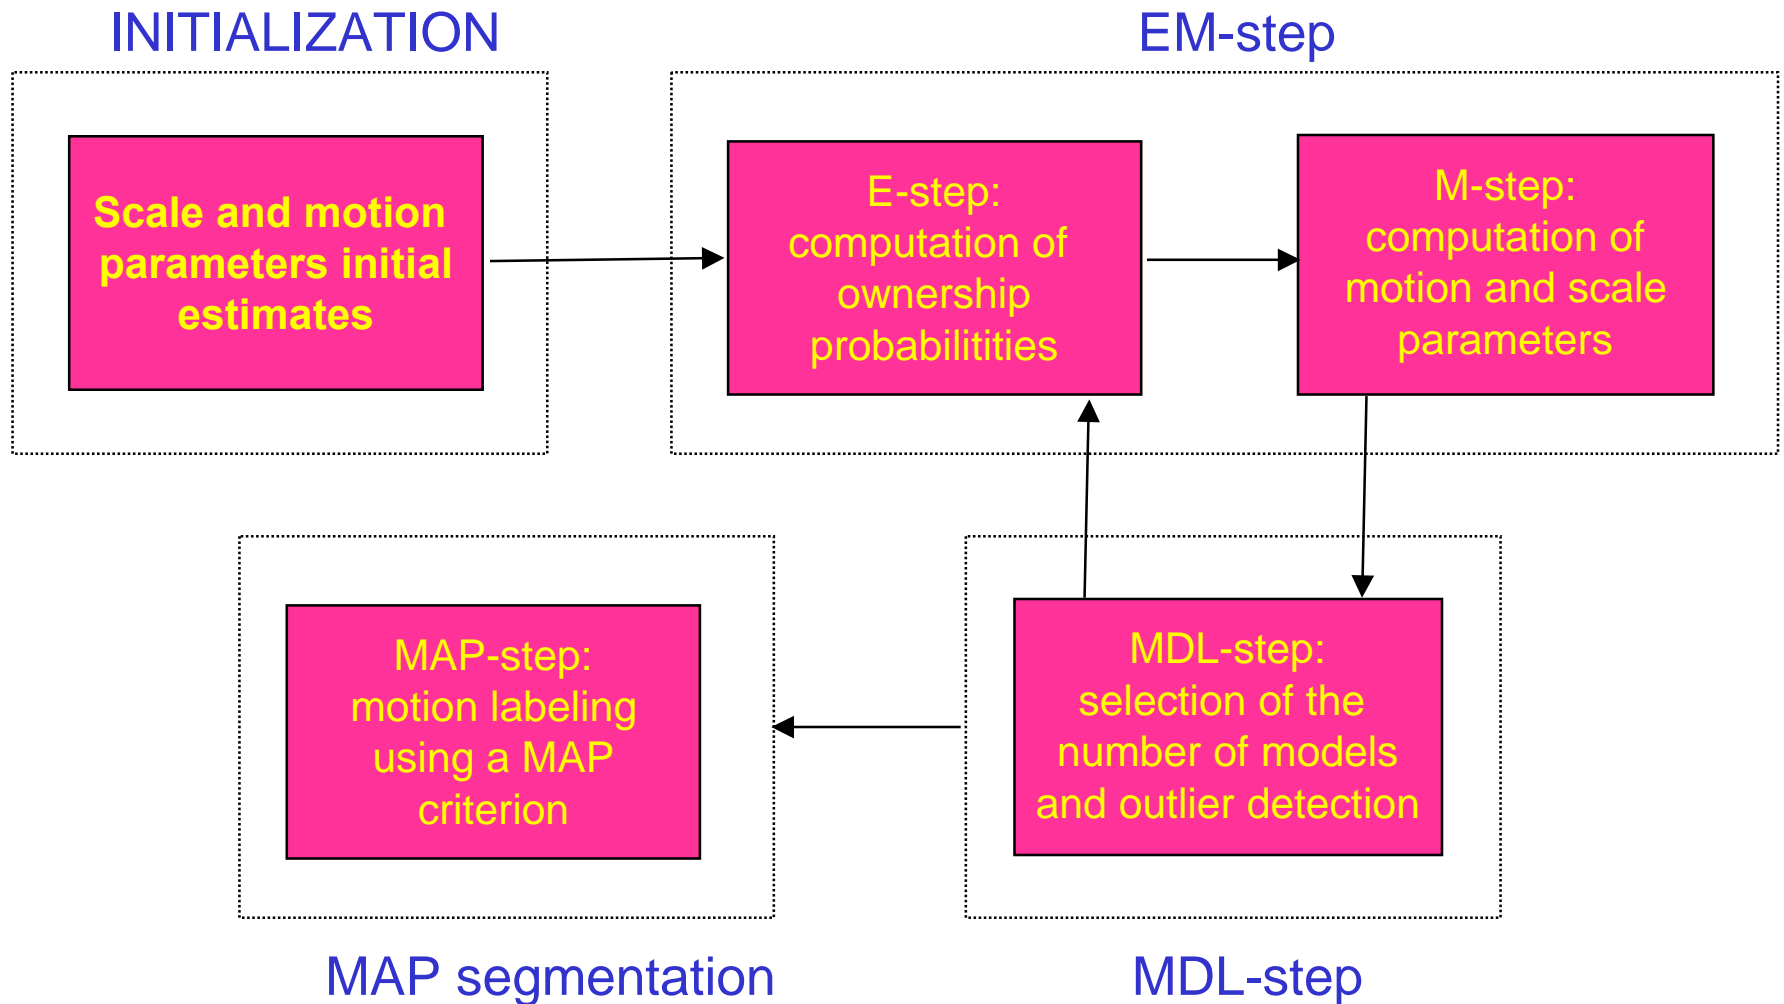 INITIALIZATION
EM-step
Scale and motion
parameters initial
estimates
E-step:
computation of
ownership
probabilitities
M-step:
computation of
motion and scale
parameters
MAP-step:
motion labeling
using a MAP
criterion
MDL-step:
selection of the
number of models
and outlier detection
MAP segmentation
MDL-step